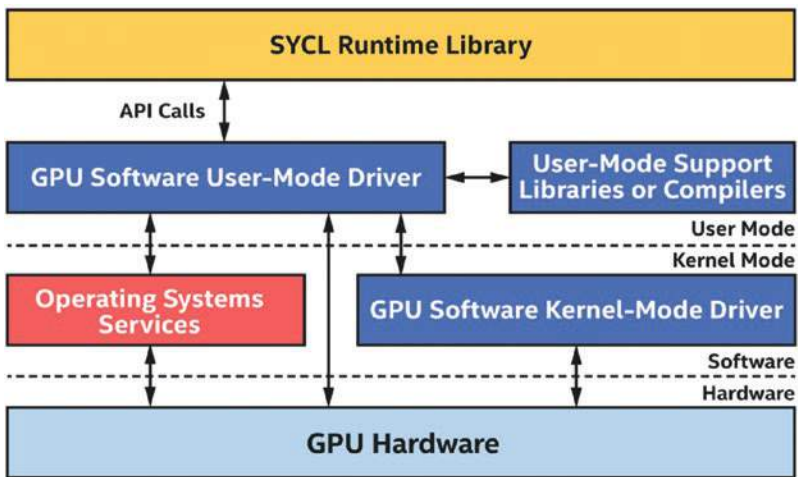 SYCL Runtime Library
API Calls
GPU Software User-Mode Driver
User-Mode Support
Libraries or Compilers
User Mode
Kernel Mode
Operating Systems
Services
GPU Software Kernel-Mode Driver
Software
Hardware
GPU Hardware